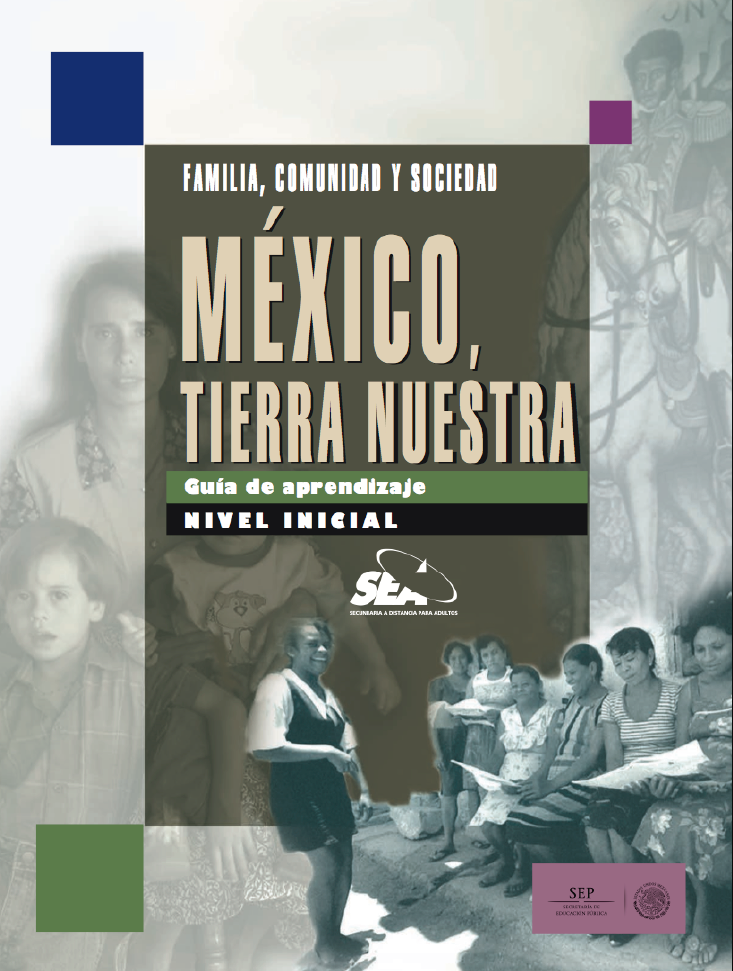 FAMILIA, COMUNIDAD Y SOCIEDAD
MÉXICO,
TIERRA NUESTRA
Guía de aprendizaje
NIVEL INICIAL
SEA
SECUNDARIA A DISTANCIA PARA ADULTOS
SEP
SECRETARÍA DE
EDUCACIÓN PÚBLICA